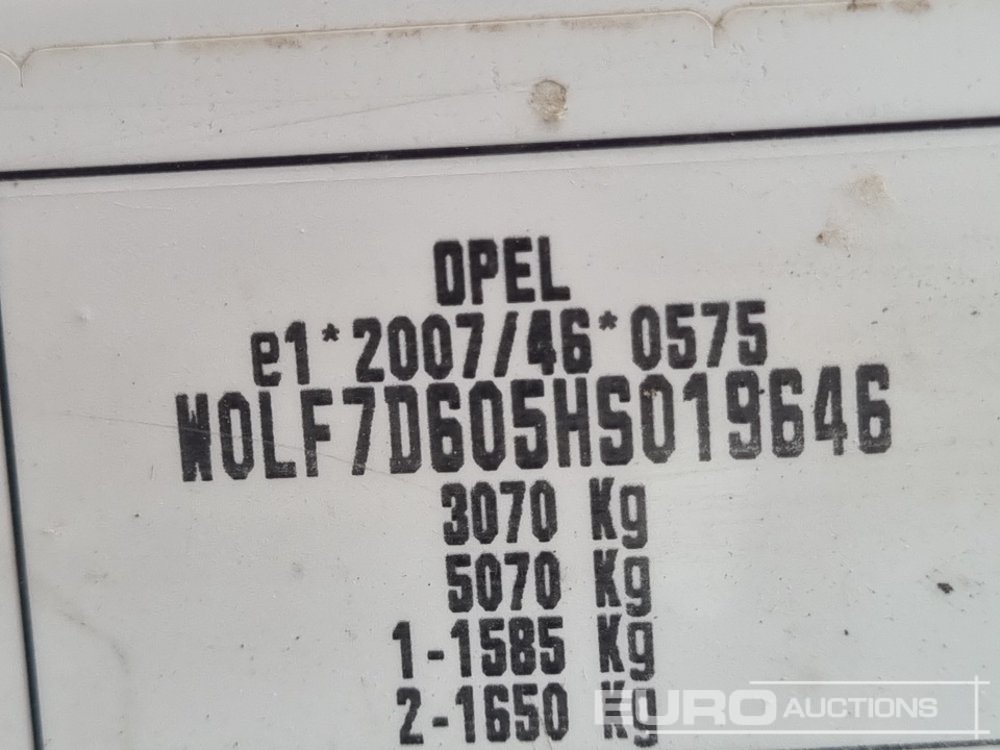 OPEL
e1*2007/46*0575
W0LF7D605HS019646
3070 Kg
5070 Kg
1-1585 Kg
2-1650 Kg
EURO AUCTIONS